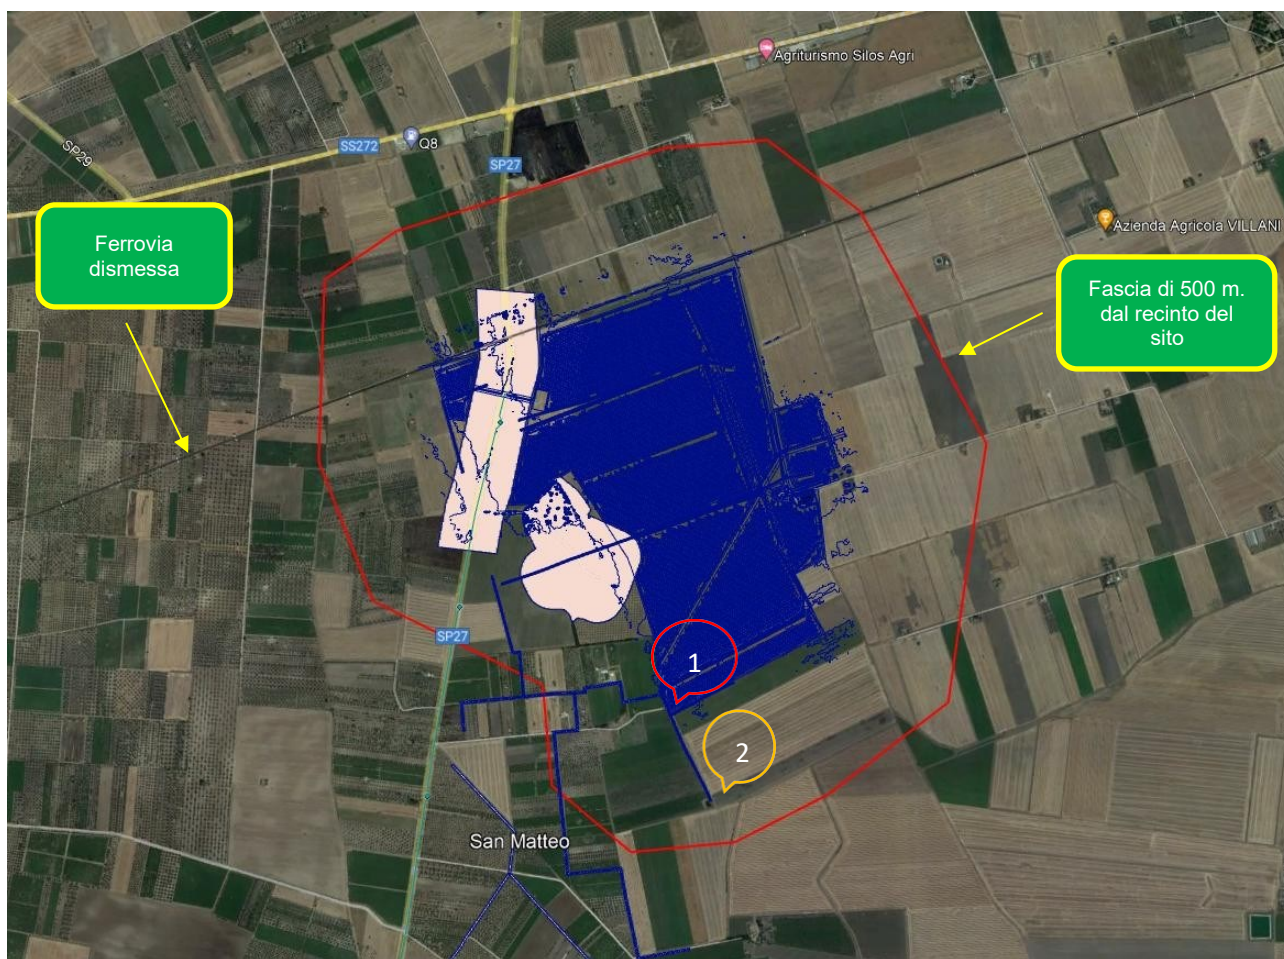 Agriturismo Silos Agri
SS272
Q8
SP29
SP27
Ferrovia
dismessa
Azienda Agricola VILLANI
Fascia di 500 m.
dal recinto del
sito
SP27
1
2
San Matteo